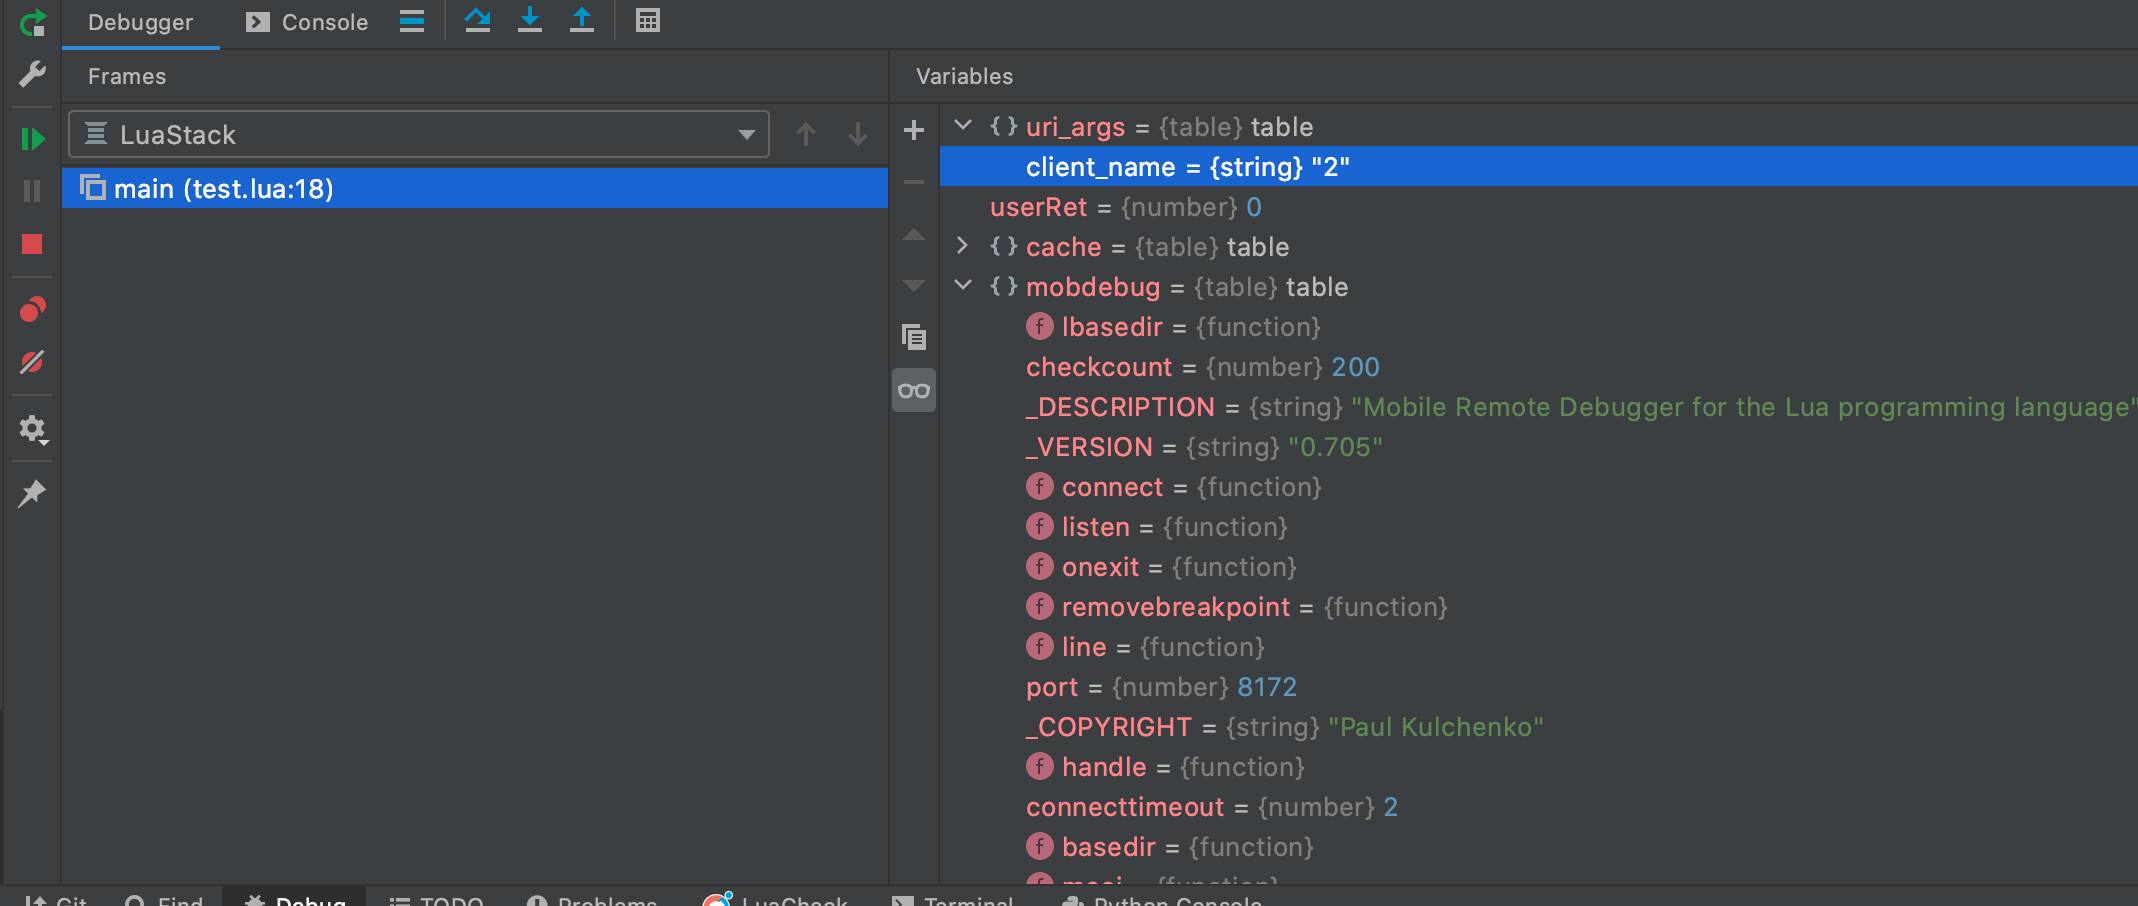 Debugger Console
Frames
LuaStack
main (test.lua:18)
Variables
{} uri_args = {table} table
client_name = {string} "2"
userRet = {number} 0
{} cache = {table} table
{} mobdebug = {table} table
f lbasedir = {function}
checkcount = {number} 200
_DESCRIPTION = {string} "Mobile Remote Debugger for the Lua programming language"
_VERSION = {string} "0.705"
f connect = {function}
f listen = {function}
f onexit = {function}
f removebreakpoint = {function}
f line = {function}
port = {number} 8172
_COPYRIGHT = {string} "Paul Kulchenko"
f handle = {function}
connecttimeout = {number} 2
f basedir = {function}
= {function}
Git Find Debug TODO Problems LuaCheck Terminal Python Console